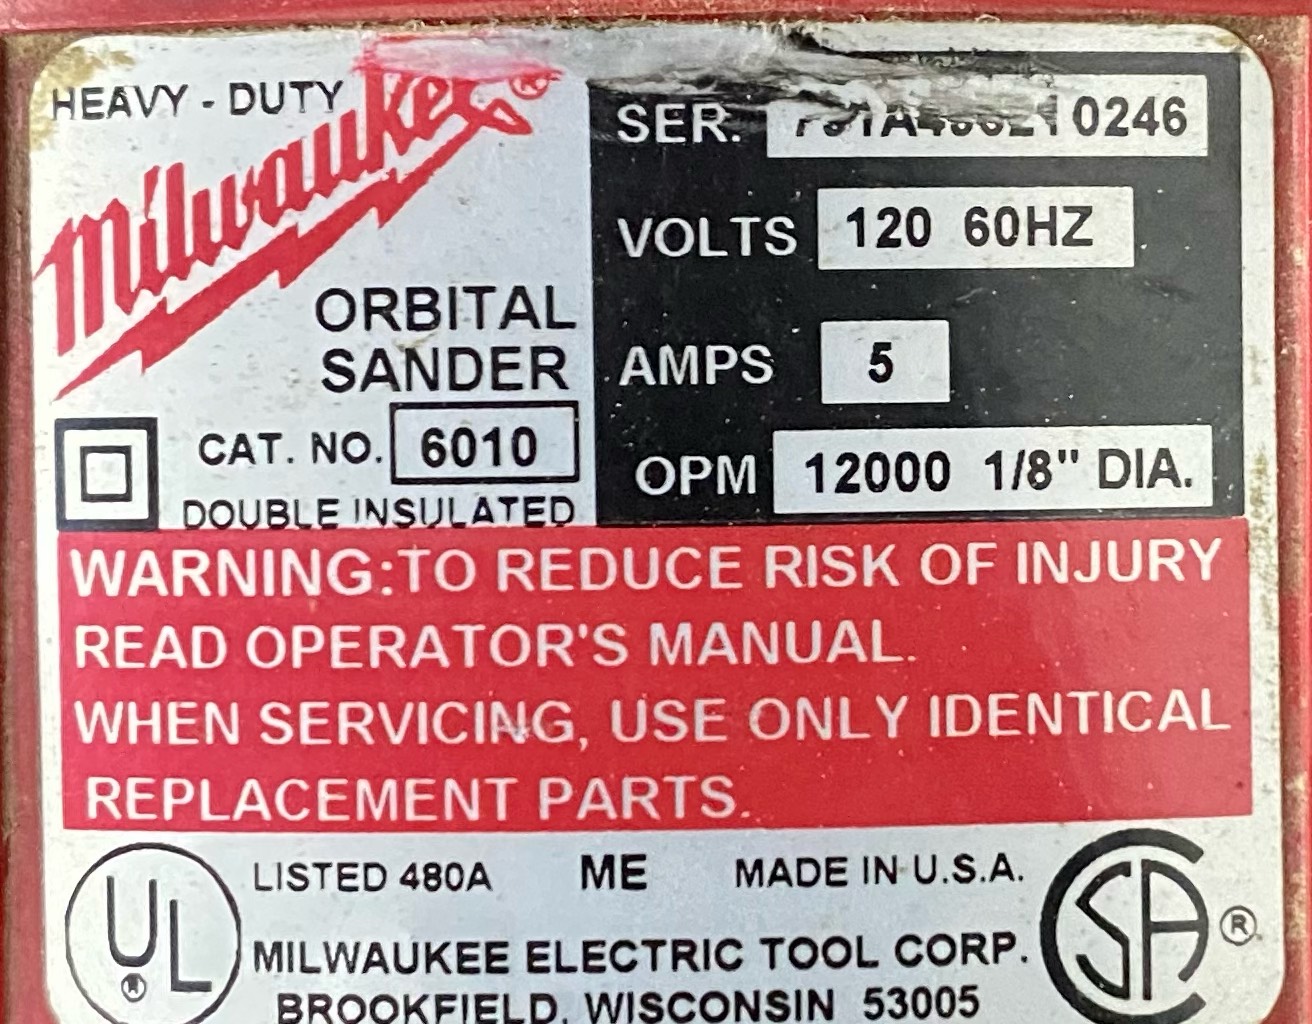 HEAVY - DUTY
Milwaukee®
ORBITAL
SANDER
CAT. NO. 6010
DOUBLE INSULATED
SER. 0246
VOLTS 120 60HZ
AMPS 5
OPM 12000 1/8" DIA.
WARNING:TO REDUCE RISK OF INJURY
READ OPERATOR'S MANUAL.
WHEN SERVICING, USE ONLY IDENTICAL
REPLACEMENT PARTS.
UL ®
LISTED 480A ME MADE IN U.S.A.
MILWAUKEE ELECTRIC TOOL CORP.
BROOKFIELD, WISCONSIN 53005
SA ®